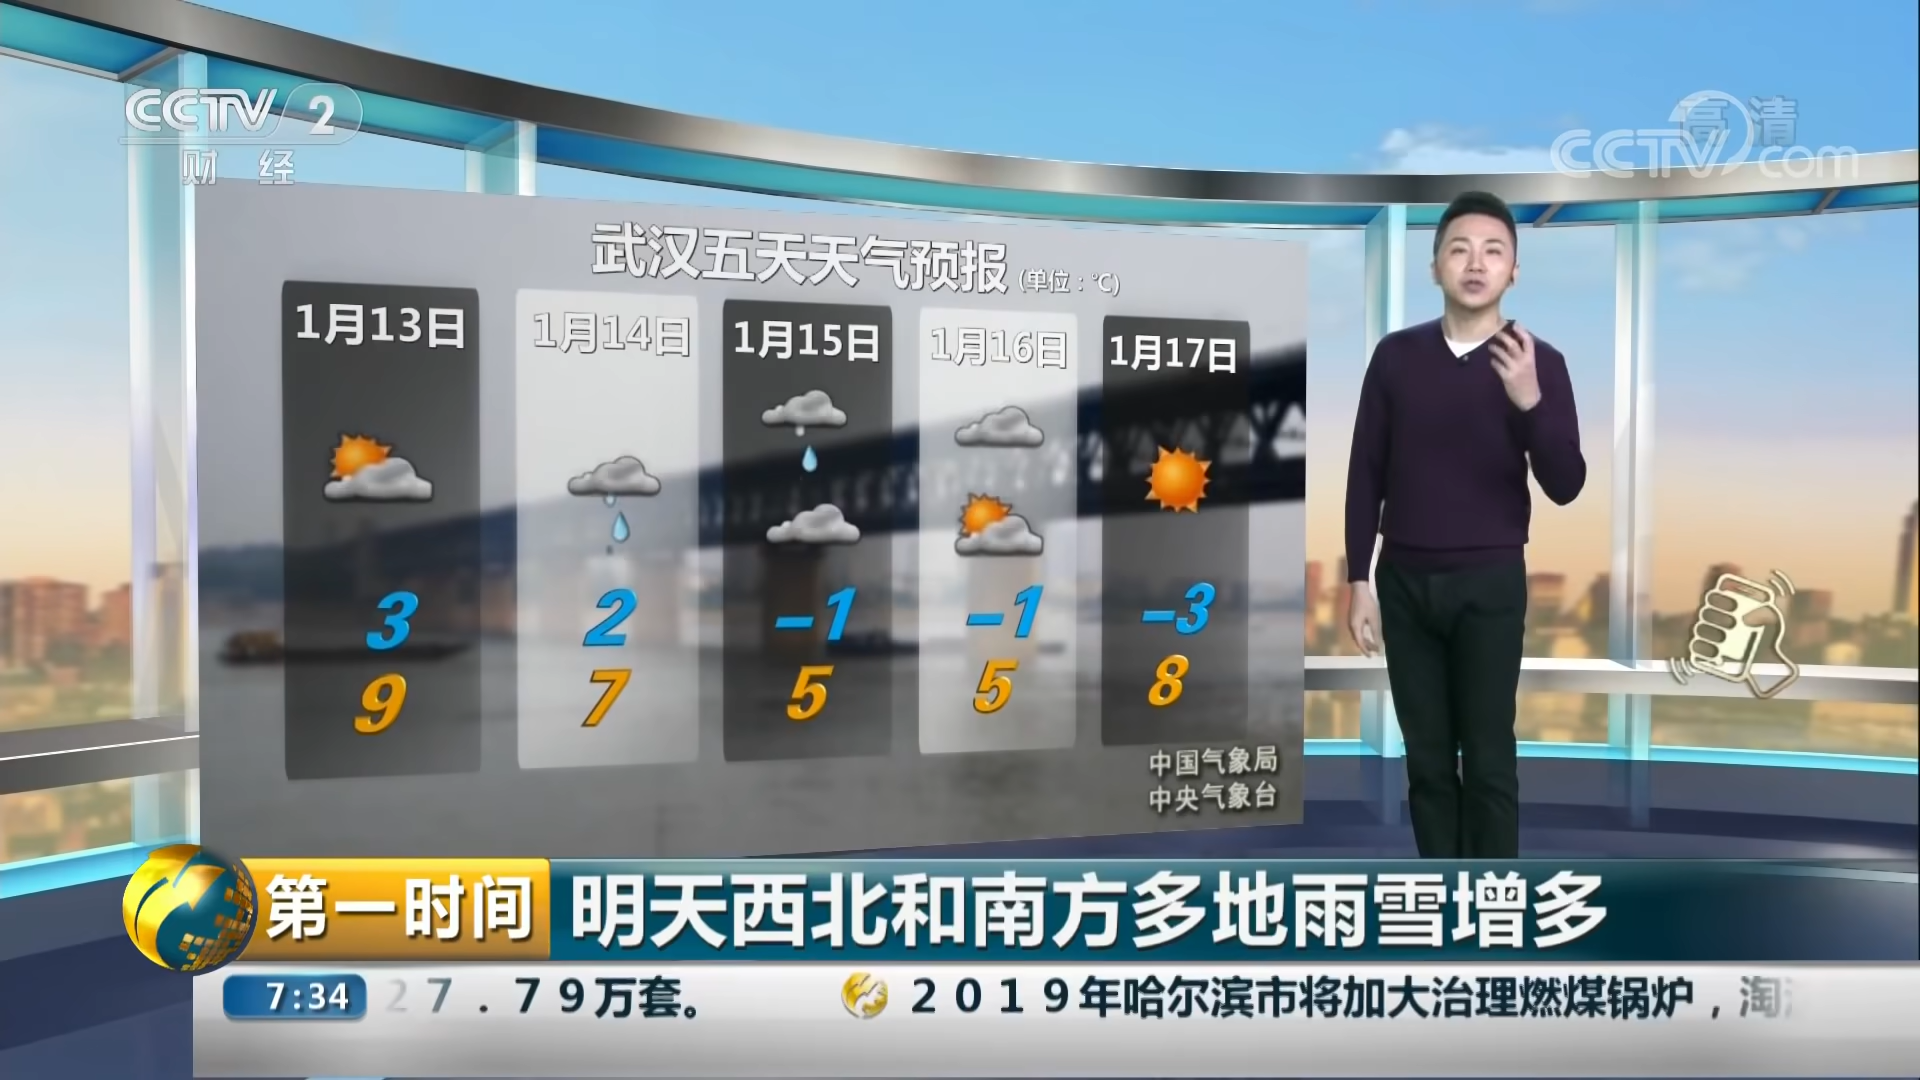 CCTV 2
财 经
高清
CCTV.com
武汉五天天气预报 (单位：℃)
1月13日
1月14日
1月15日
1月16日
1月17日
3
2
-1
-1
-3
9
7
5
5
8
中国气象局
中央气象台
第一时间
明天西北和南方多地雨雪增多
7:34
27.79万套。
2019年哈尔滨市将加大治理燃煤锅炉，淘